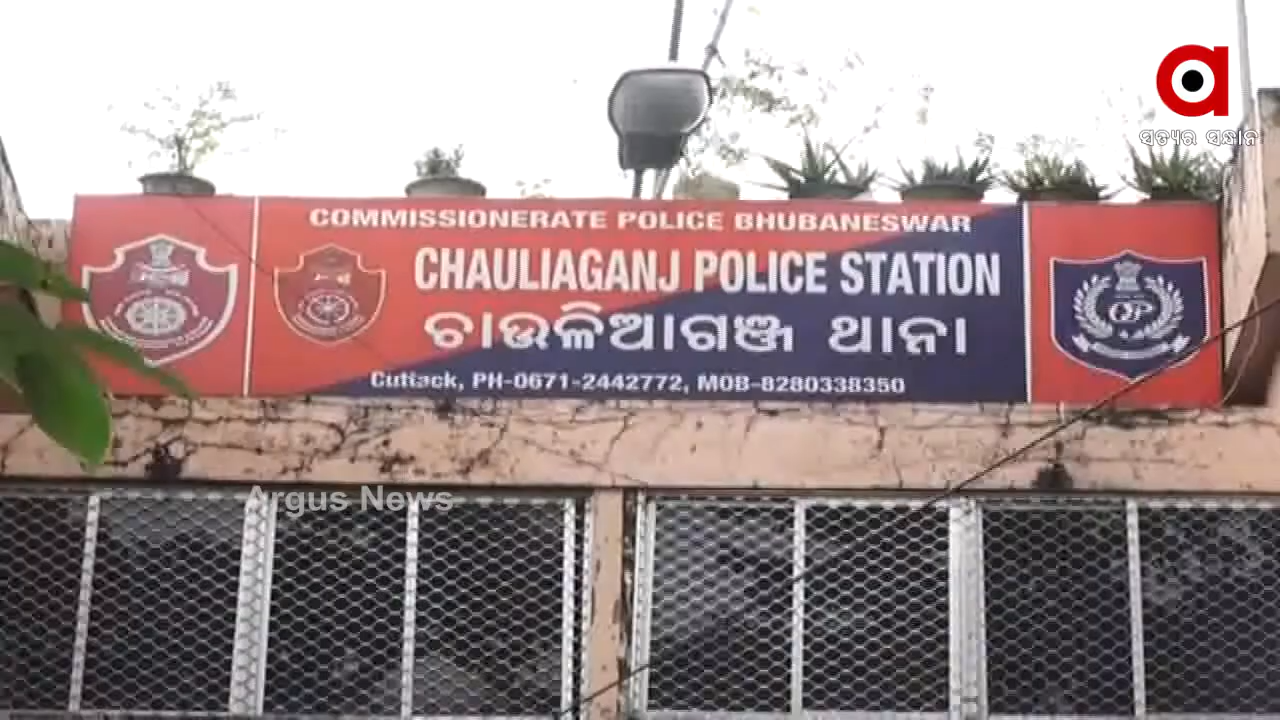 ସତ୍ୟର ସନ୍ଧାନ
COMMISSIONERATE POLICE BHUBANESWAR
CHAULIAGANJ POLICE STATION
ଚାଉଳିଆଗଞ୍ଜ ଥାନା
Cuttack, PH-0671-2442772, MOB-8280338350
OP
Argus News